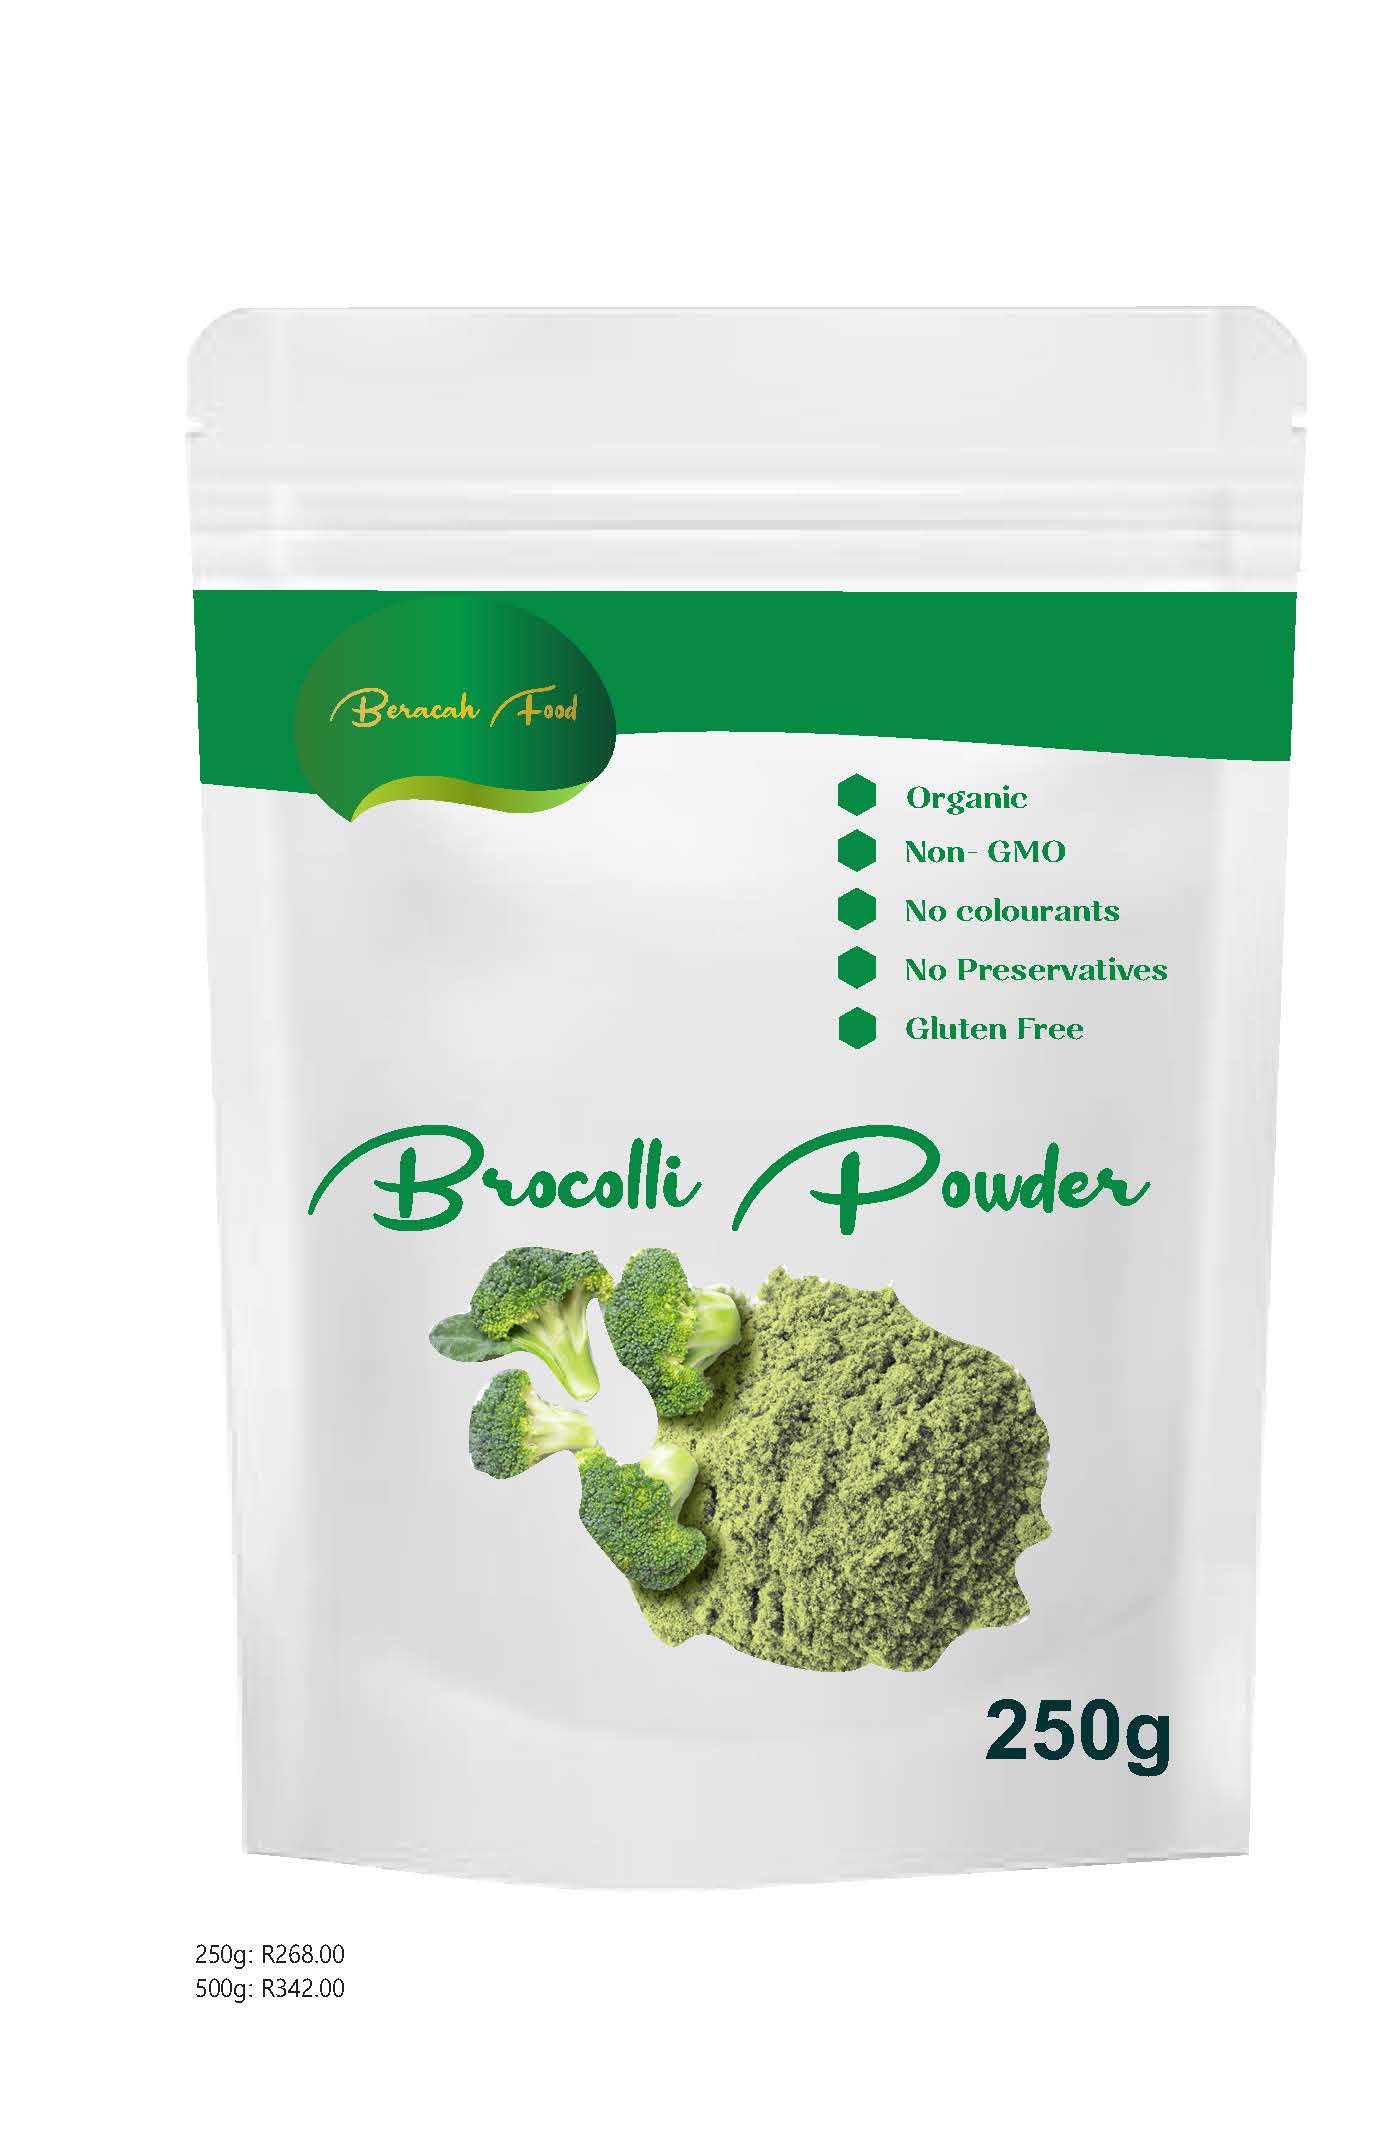 Beracah Food
Organic
Non- GMO
No colourants
No Preservatives
Gluten Free
Brocolli Powder
250g
250g: R268.00
500g: R342.00